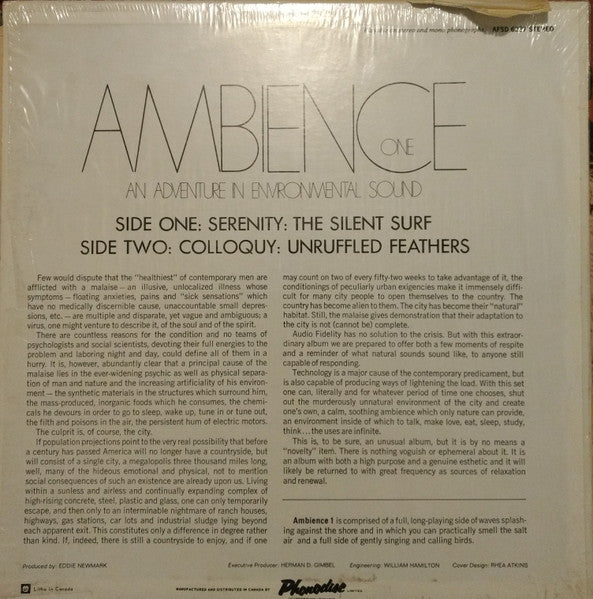 in stereo and mono phonographs. AFSD 6227 STEREO
AMBIENCE
ONE
AN ADVENTURE IN ENVIRONMENTAL SOUND
SIDE ONE: SERENITY: THE SILENT SURF
SIDE TWO: COLLOQUY: UNRUFFLED FEATHERS
Few would dispute that the "healthiest" of contemporary men are
afflicted with a malaise — an illusive, unlocalized illness whose
symptoms — floating anxieties, pains and "sick sensations" which
have no medically discernible cause, unaccountable small depres-
sions, etc. — are multiple and disparate, yet vague and ambiguous; a
virus, one might venture to describe it, of the soul and of the spirit.
There are countless reasons for the condition and no teams of
psychologists and social scientists, devoting their full energies to the
problem and laboring night and day, could define all of them in a
hurry. It is, however, abundantly clear that a principal cause of the
malaise lies in the ever-widening psychic as well as physical separa-
tion of man and nature and the increasing artificiality of his environ-
ment — the synthetic materials in the structures which surround him,
the mass-produced, inorganic foods which he consumes, the chemi-
cals he devours in order to go to sleep, wake up, tune in or tune out,
the filth and poisons in the air, the persistent hum of electric motors.
The culprit is, of course, the city.
If population projections point to the very real possibility that before
a century has passed America will no longer have a countryside, but
will consist of a single city, a megalopolis three thousand miles long,
well, many of the hideous emotional and physical, not to mention
social consequences of such an existence are already upon us. Living
within a sunless and airless and continually expanding complex of
high-rising concrete, steel, plastic and glass, one can only temporarily
escape, and then only to an interminable nightmare of ranch houses,
highways, gas stations, car lots and industrial sludge lying beyond
each apparent exit. This constitutes only a difference in degree rather
than kind. If, indeed, there is still a countryside to enjoy, and if one
may count on two of every fifty-two weeks to take advantage of it, the
conditionings of peculiarly urban exigencies make it immensely diffi-
cult for many city people to open themselves to the country. The
country has become alien to them. The city has become their "natural"
habitat. Still, the malaise gives demonstration that their adaptation to
the city is not (cannot be) complete.
Audio Fidelity has no solution to the crisis. But with this extraor-
dinary album we are prepared to offer both a few moments of respite
and a reminder of what natural sounds sound like, to anyone still
capable of responding.
Technology is a major cause of the contemporary predicament, but
is also capable of producing ways of lightening the load. With this set
one can, literally and for whatever period of time one chooses, shut
out the murderously unnatural environment of the city and create
one's own, a calm, soothing ambience which only nature can provide,
an environment inside of which to talk, make love, eat, sleep, study,
think...the uses are infinite.
This is, to be sure, an unusual album, but it is by no means a
"novelty" item. There is nothing voguish or ephemeral about it. It is
an album with both a high purpose and a genuine esthetic and it will
likely be returned to with great frequency as sources of relaxation
and renewal.
Ambience 1 is comprised of a full, long-playing side of waves splash-
ing against the shore and in which you can practically smell the salt
air and a full side of gently singing and calling birds.
Produced by: EDDIE NEWMARK Executive Producer: HERMAN D. GIMBEL Engineering: WILLIAM HAMILTON Cover Design: RHEA ATKINS
Litho in Canada MANUFACTURED AND DISTRIBUTED IN CANADA BY Phonodisc LIMITED